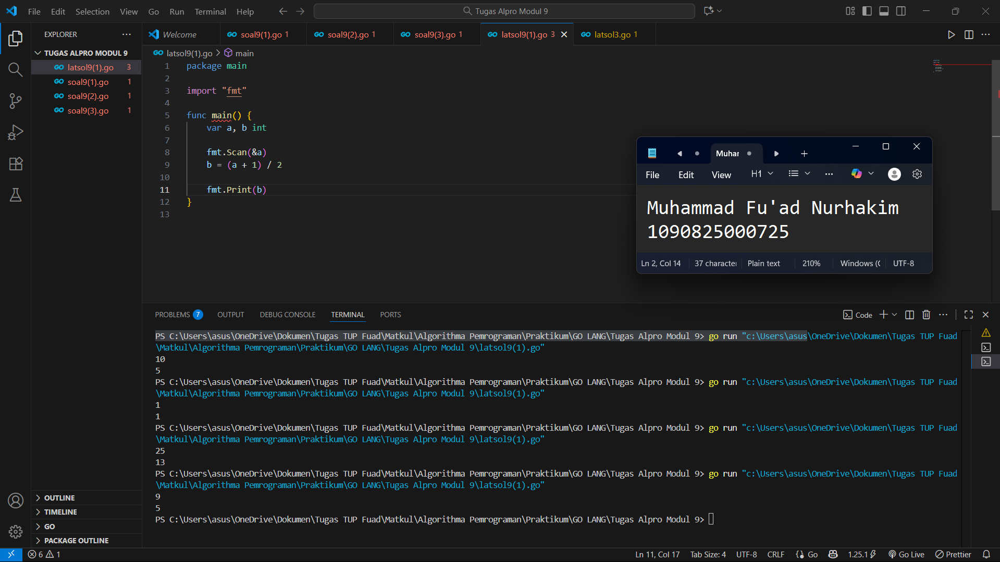 File Edit Selection View Go Run Terminal Help
Tugas Alpro Modul 9
EXPLORER
TUGAS ALPRO MODUL 9
latsol9(1).go 3
soal9(1).go 1
soal9(2).go 1
soal9(3).go 1
OUTLINE
TIMELINE
GO
PACKAGE OUTLINE
Welcome
soal9(1).go 1
soal9(2).go 1
soal9(3).go 1
latsol9(1).go 3
latsol3.go 1
latsol9(1).go > main
1 package main
2
3 import "fmt"
4
5 func main() {
6 var a, b int
7
8 fmt.Scan(&a)
9 b = (a + 1) / 2
10
11 fmt.Print(b)
12 }
13
Muhar
File Edit View H1
Muhammad Fu'ad Nurhakim
1090825000725
Ln 2, Col 14 37 character Plain text 210% Windows (C UTF-8
PROBLEMS 7 OUTPUT DEBUG CONSOLE TERMINAL PORTS
Code
PS C:\Users\asus\OneDrive\Dokumen\Tugas TUP Fuad\Matkul\Algorithma Pemrograman\Praktikum\GO LANG\Tugas Alpro Modul 9> go run "c:\Users\asus\OneDrive\Dokumen\Tugas TUP Fuad
\Matkul\Algorithma Pemrograman\Praktikum\GO LANG\Tugas Alpro Modul 9\latsol9(1).go"
10
5
PS C:\Users\asus\OneDrive\Dokumen\Tugas TUP Fuad\Matkul\Algorithma Pemrograman\Praktikum\GO LANG\Tugas Alpro Modul 9> go run "c:\Users\asus\OneDrive\Dokumen\Tugas TUP Fuad
\Matkul\Algorithma Pemrograman\Praktikum\GO LANG\Tugas Alpro Modul 9\latsol9(1).go"
1
1
PS C:\Users\asus\OneDrive\Dokumen\Tugas TUP Fuad\Matkul\Algorithma Pemrograman\Praktikum\GO LANG\Tugas Alpro Modul 9> go run "c:\Users\asus\OneDrive\Dokumen\Tugas TUP Fuad
\Matkul\Algorithma Pemrograman\Praktikum\GO LANG\Tugas Alpro Modul 9\latsol9(1).go"
25
13
PS C:\Users\asus\OneDrive\Dokumen\Tugas TUP Fuad\Matkul\Algorithma Pemrograman\Praktikum\GO LANG\Tugas Alpro Modul 9> go run "c:\Users\asus\OneDrive\Dokumen\Tugas TUP Fuad
\Matkul\Algorithma Pemrograman\Praktikum\GO LANG\Tugas Alpro Modul 9\latsol9(1).go"
9
5
PS C:\Users\asus\OneDrive\Dokumen\Tugas TUP Fuad\Matkul\Algorithma Pemrograman\Praktikum\GO LANG\Tugas Alpro Modul 9>
6 1
Ln 11, Col 17 Tab Size: 4 UTF-8 CRLF Go 1.25.1 Go Live Prettier